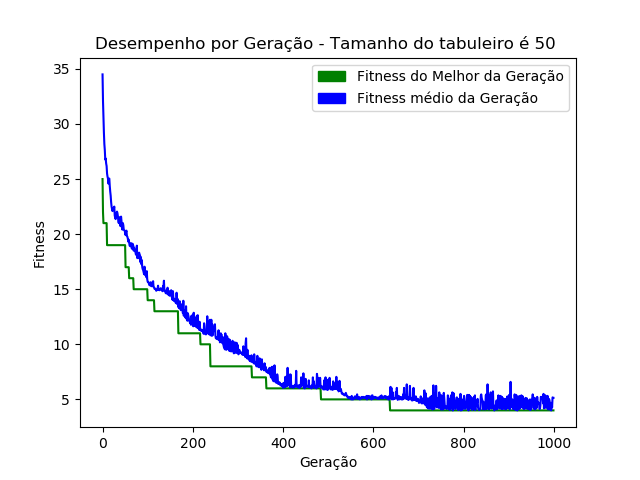 Desempenho por Geração - Tamanho do tabuleiro é 50
Fitness do Melhor da Geração
Fitness médio da Geração
35
30
25
20
15
10
5
Fitness
0 200 400 600 800 1000
Geração